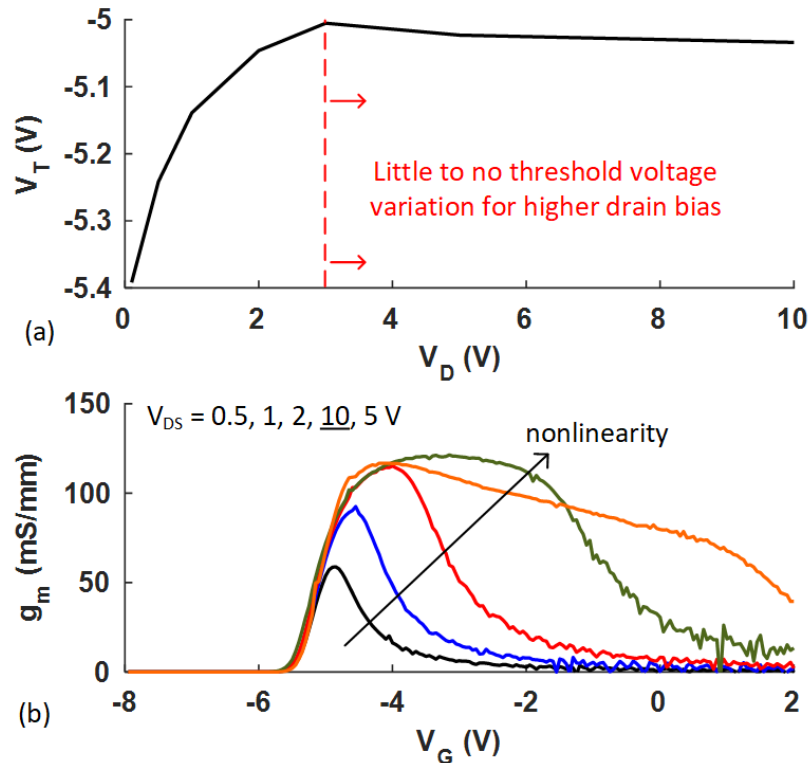 -5
-5.1
-5.2
-5.3
-5.4
V_T (V)
Little to no threshold voltage
variation for higher drain bias
0 2 4 6 8 10
(a)
V_D (V)
150
100
50
0
g_m (mS/mm)
V_DS = 0.5, 1, 2, 10, 5 V
nonlinearity
-8 -6 -4 -2 0 2
(b)
V_G (V)